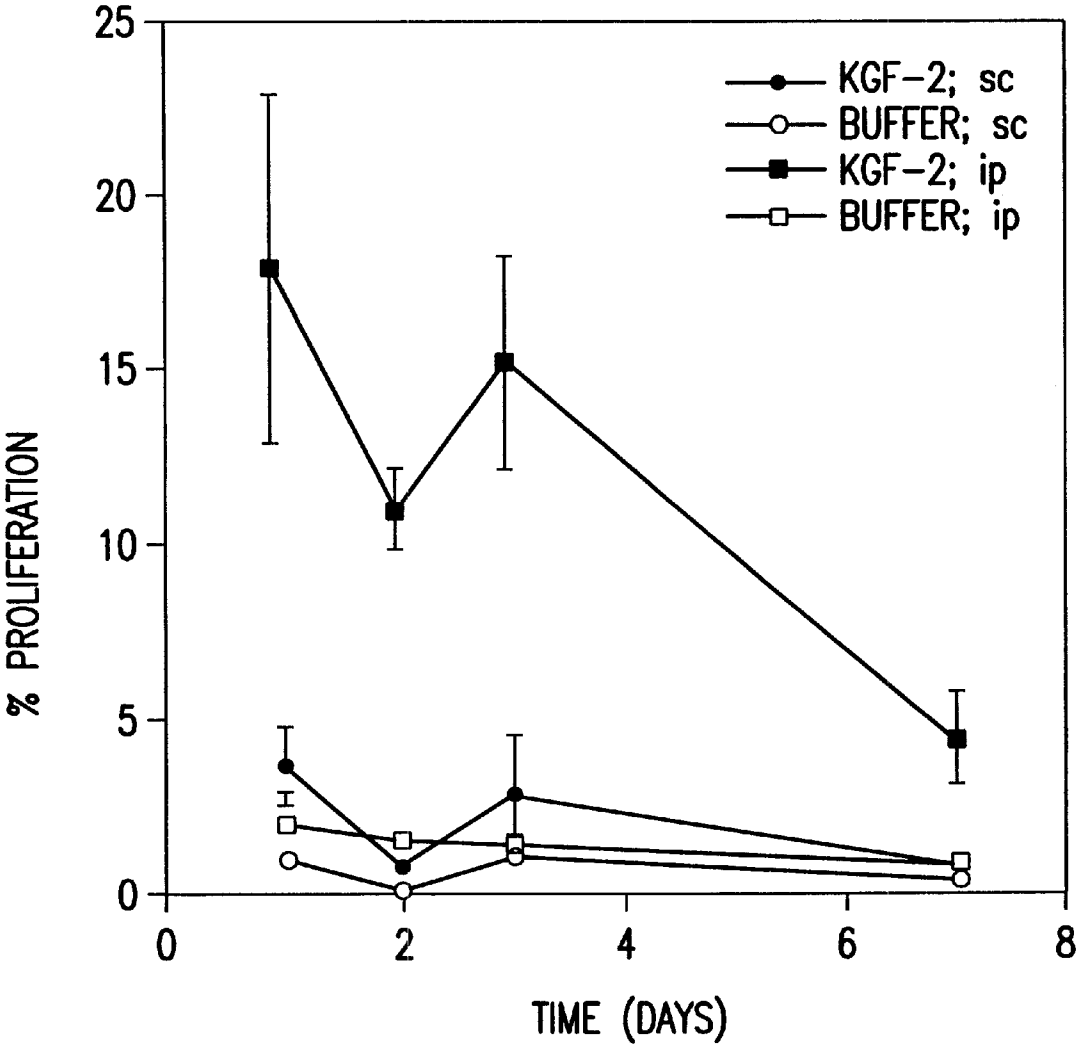 25
20
15
10
5
0
% PROLIFERATION
KGF-2; sc
BUFFER; sc
KGF-2; ip
BUFFER; ip
0 2 4 6 8
TIME (DAYS)